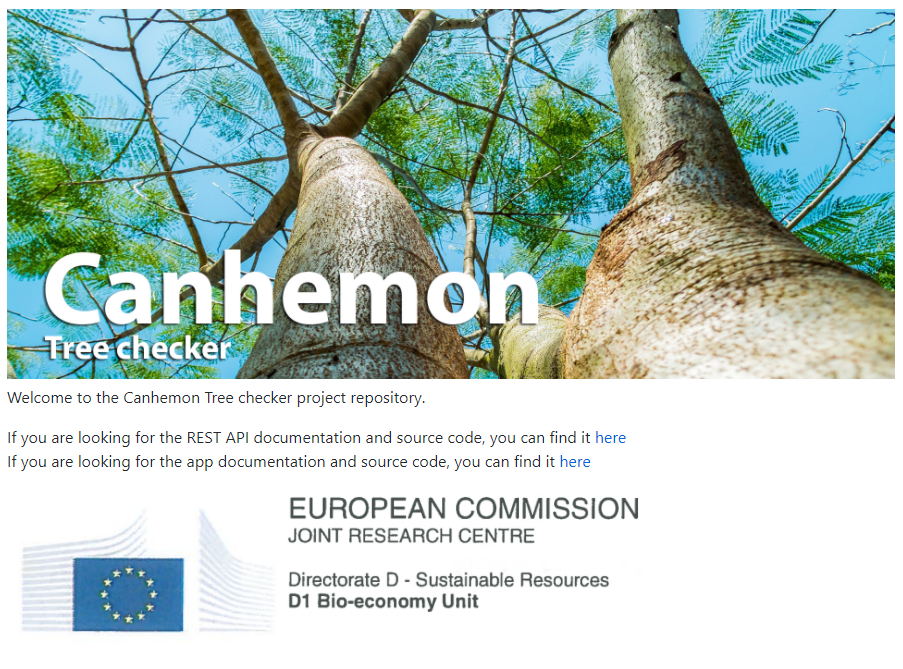 Canhemon
Tree checker
Welcome to the Canhemon Tree checker project repository.
If you are looking for the REST API documentation and source code, you can find it here
If you are looking for the app documentation and source code, you can find it here
EUROPEAN COMMISSION
JOINT RESEARCH CENTRE
Directorate D - Sustainable Resources
D1 Bio-economy Unit